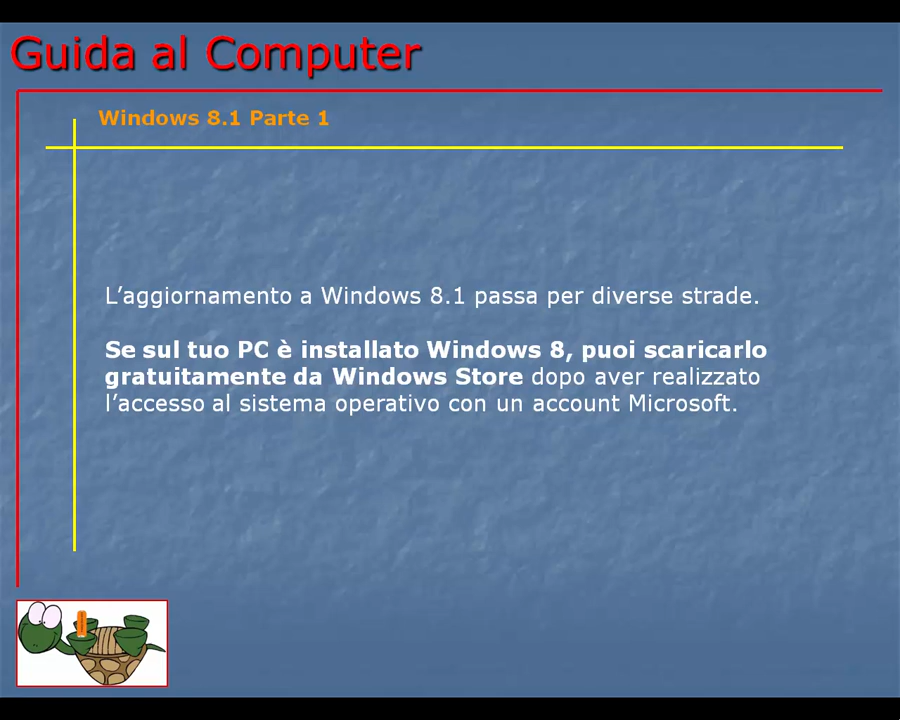 Guida al Computer
Windows 8.1 Parte 1
L’aggiornamento a Windows 8.1 passa per diverse strade.
Se sul tuo PC è installato Windows 8, puoi scaricarlo
gratuitamente da Windows Store dopo aver realizzato
l’accesso al sistema operativo con un account Microsoft.